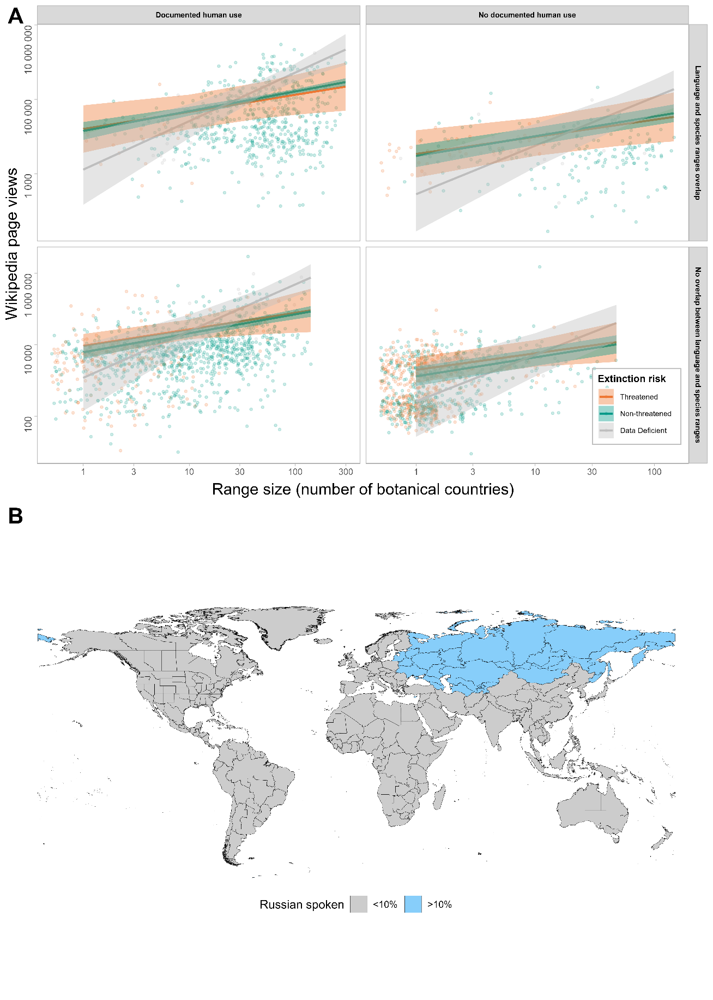 A
Documented human use
No documented human use
Wikipedia page views
10 000 000
100 000
1 000
Language and species ranges overlap
1 000 000
10 000
100
No overlap between language and species ranges
Extinction risk
Threatened
Non-threatened
Data Deficient
1 3 10 30 100 300
1 3 10 30 100
Range size (number of botanical countries)
B
Russian spoken <10% >10%